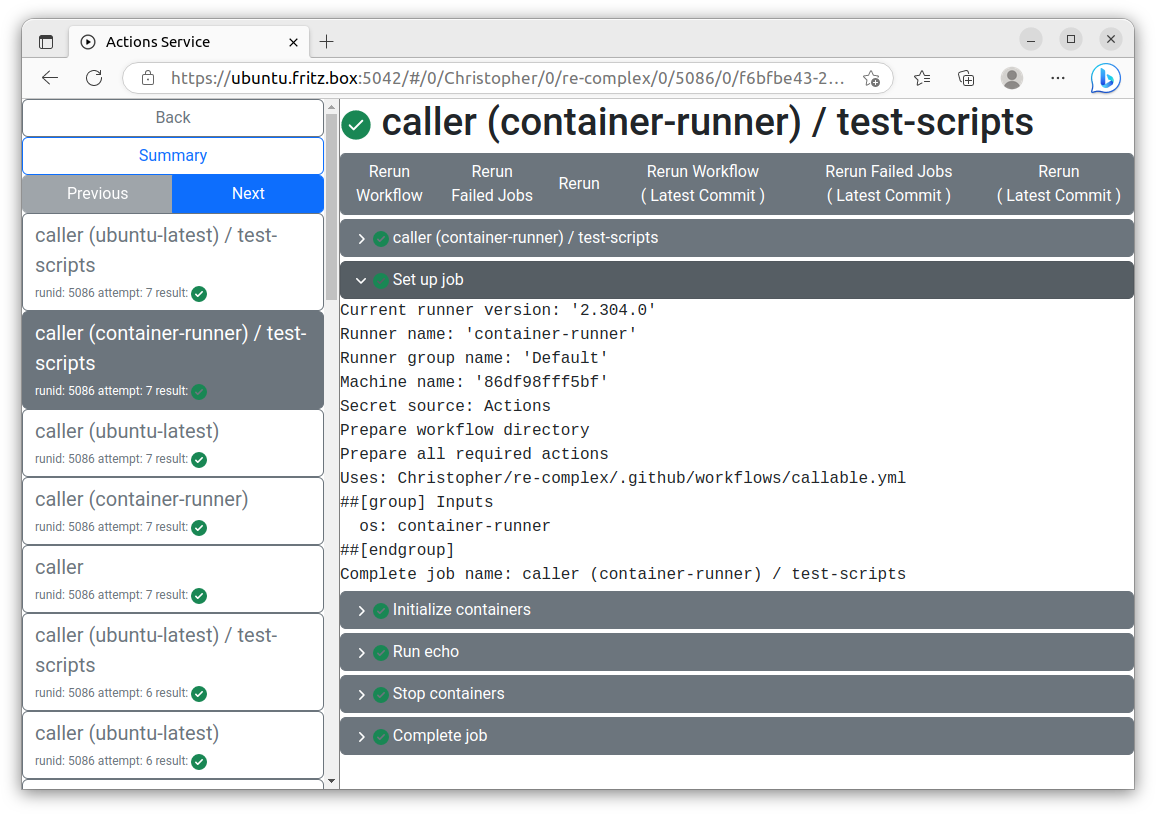 Actions Service
https://ubuntu.fritz.box:5042/#/0/Christopher/0/re-complex/0/5086/0/f6bfbe43-2...
Back
Summary
Previous Next
caller (ubuntu-latest) / test-
scripts
runid: 5086 attempt: 7 result:
caller (container-runner) / test-
scripts
runid: 5086 attempt: 7 result:
caller (ubuntu-latest)
runid: 5086 attempt: 7 result:
caller (container-runner)
runid: 5086 attempt: 7 result:
caller
runid: 5086 attempt: 7 result:
caller (ubuntu-latest) / test-
scripts
runid: 5086 attempt: 6 result:
caller (ubuntu-latest)
runid: 5086 attempt: 6 result:
caller (container-runner) / test-scripts
Rerun
Workflow
Rerun
Failed Jobs
Rerun
Rerun Workflow
( Latest Commit )
Rerun Failed Jobs
( Latest Commit )
Rerun
( Latest Commit )
caller (container-runner) / test-scripts
Set up job
Current runner version: '2.304.0'
Runner name: 'container-runner'
Runner group name: 'Default'
Machine name: '86df98fff5bf'
Secret source: Actions
Prepare workflow directory
Prepare all required actions
Uses: Christopher/re-complex/.github/workflows/callable.yml
##[group] Inputs
  os: container-runner
##[endgroup]
Complete job name: caller (container-runner) / test-scripts
Initialize containers
Run echo
Stop containers
Complete job